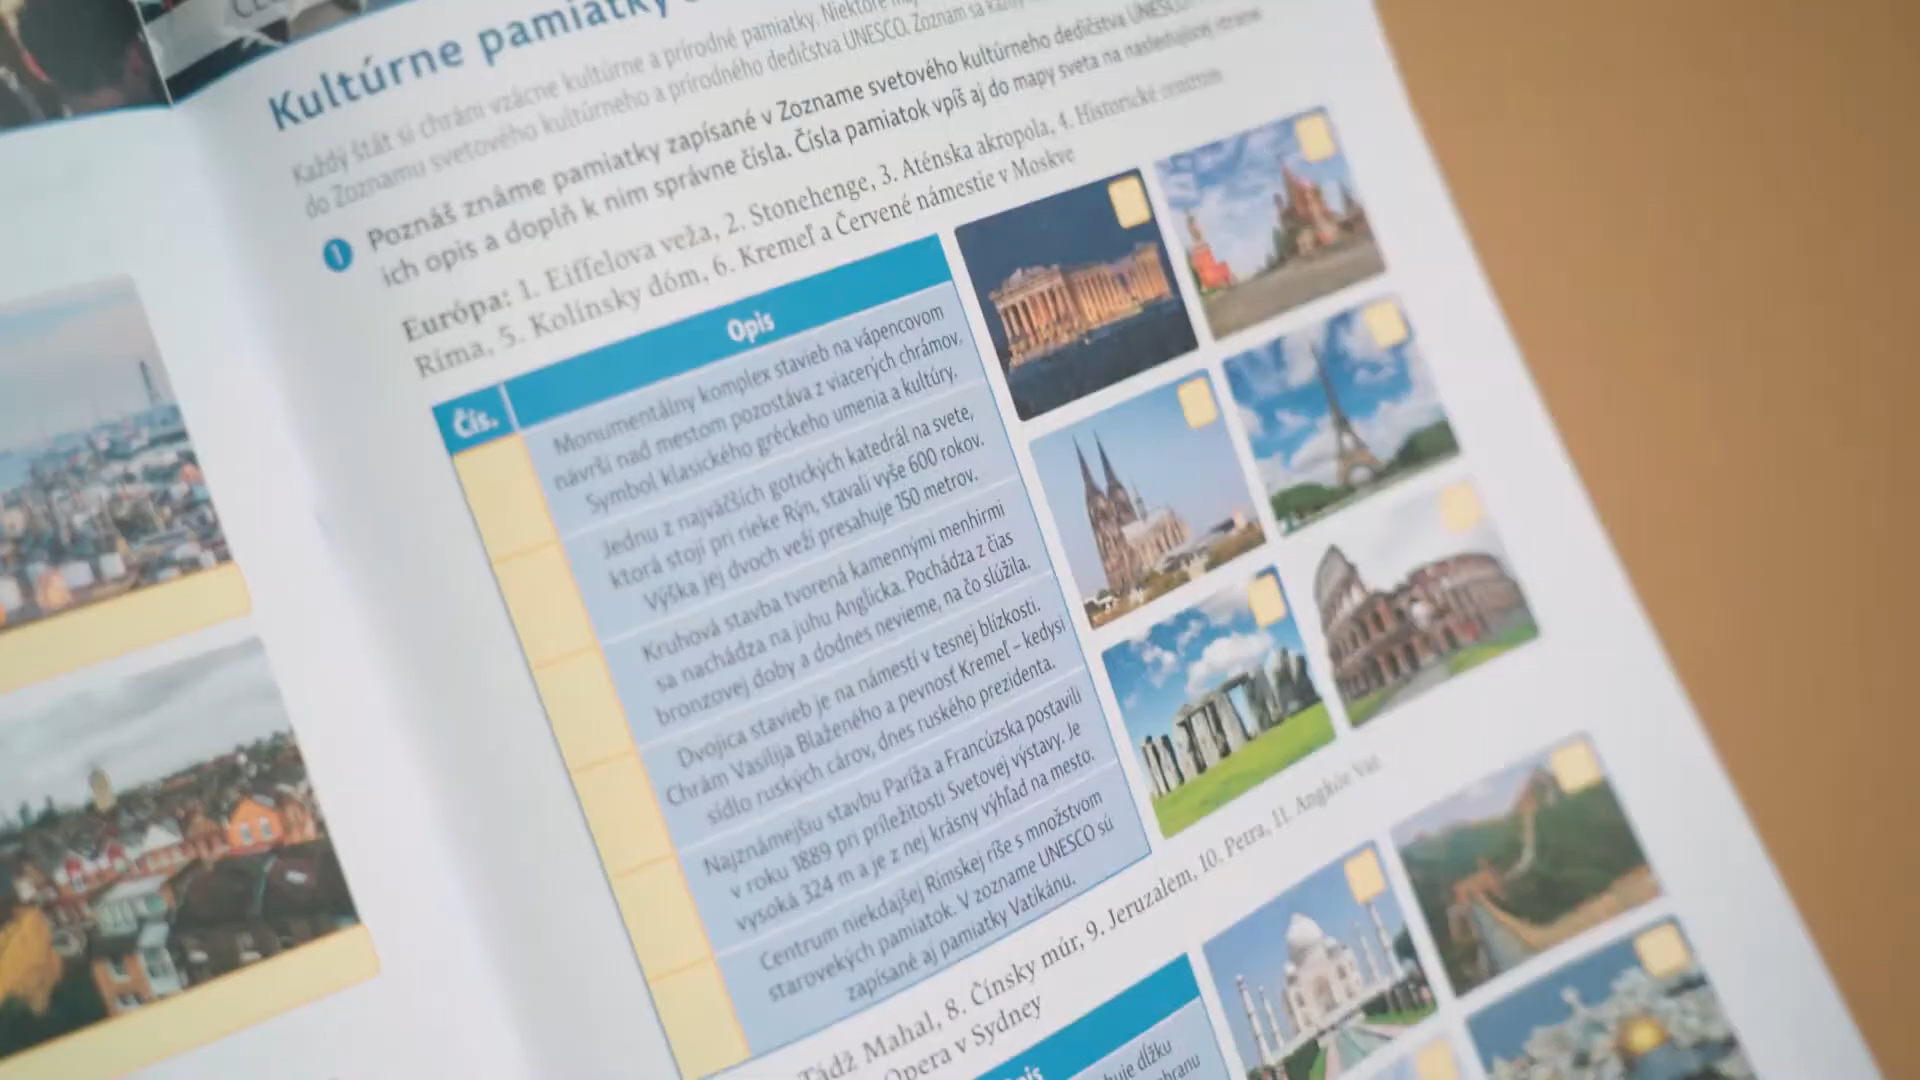 Kultúrne pamiatky
Každý štát si chráni vzácne kultúrne a prírodné pamiatky. Niektoré
do Zoznamu svetového kultúrneho a prírodného dedičstva UNESCO. Zoznam sa každý
1 Poznáš známe pamiatky zapísané v Zozname svetového kultúrneho dedičstva UNESCO
ich opis a doplň k nim správne čísla. Čísla pamiatok vpíš aj do mapy sveta na nasledujúcej strane
Európa: 1. Eiffelova veža, 2. Stonehenge, 3. Aténska akropola, 4. Historické centrum
Ríma, 5. Kolínsky dóm, 6. Kremeľ a Červené námestie v Moskve
Čís. Opis
Monumentálny komplex stavieb na vápencovom
návrší nad mestom pozostáva z viacerých chrámov.
Symbol klasického gréckeho umenia a kultúry.
Jednu z najväčších gotických katedrál na svete,
ktorá stojí pri rieke Rýn, stavali vyše 600 rokov.
Výška jej dvoch veží presahuje 150 metrov.
Kruhová stavba tvorená kamennými menhirmi
sa nachádza na juhu Anglicka. Pochádza z čias
bronzovej doby a dodnes nevieme, na čo slúžila.
Dvojica stavieb je na námestí v tesnej blízkosti.
Chrám Vasilija Blaženého a pevnosť Kremeľ – kedysi
sídlo ruských cárov, dnes ruského prezidenta.
Najznámejšiu stavbu Paríža a Francúzska postavili
v roku 1889 pri príležitosti Svetovej výstavy. Je
vysoká 324 m a je z nej krásny výhľad na mesto.
Centrum niekdajšej Rímskej ríše s množstvom
starovekých pamiatok. V zozname UNESCO sú
zapísané aj pamiatky Vatikánu.
Tádž Mahal, 8. Čínsky múr, 9. Jeruzalem, 10. Petra, 11. Angkor Vat
Opera v Sydney
Opis
dĺžku